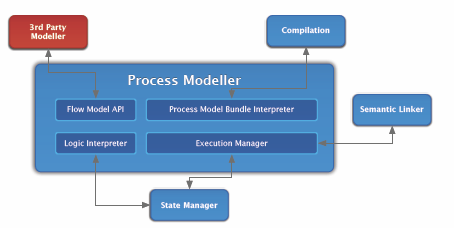 3rd Party
Modeller
Compilation
Process Modeller
Flow Model API
Process Model Bundle Interpreter
Semantic Linker
Logic Interpreter
Execution Manager
State Manager